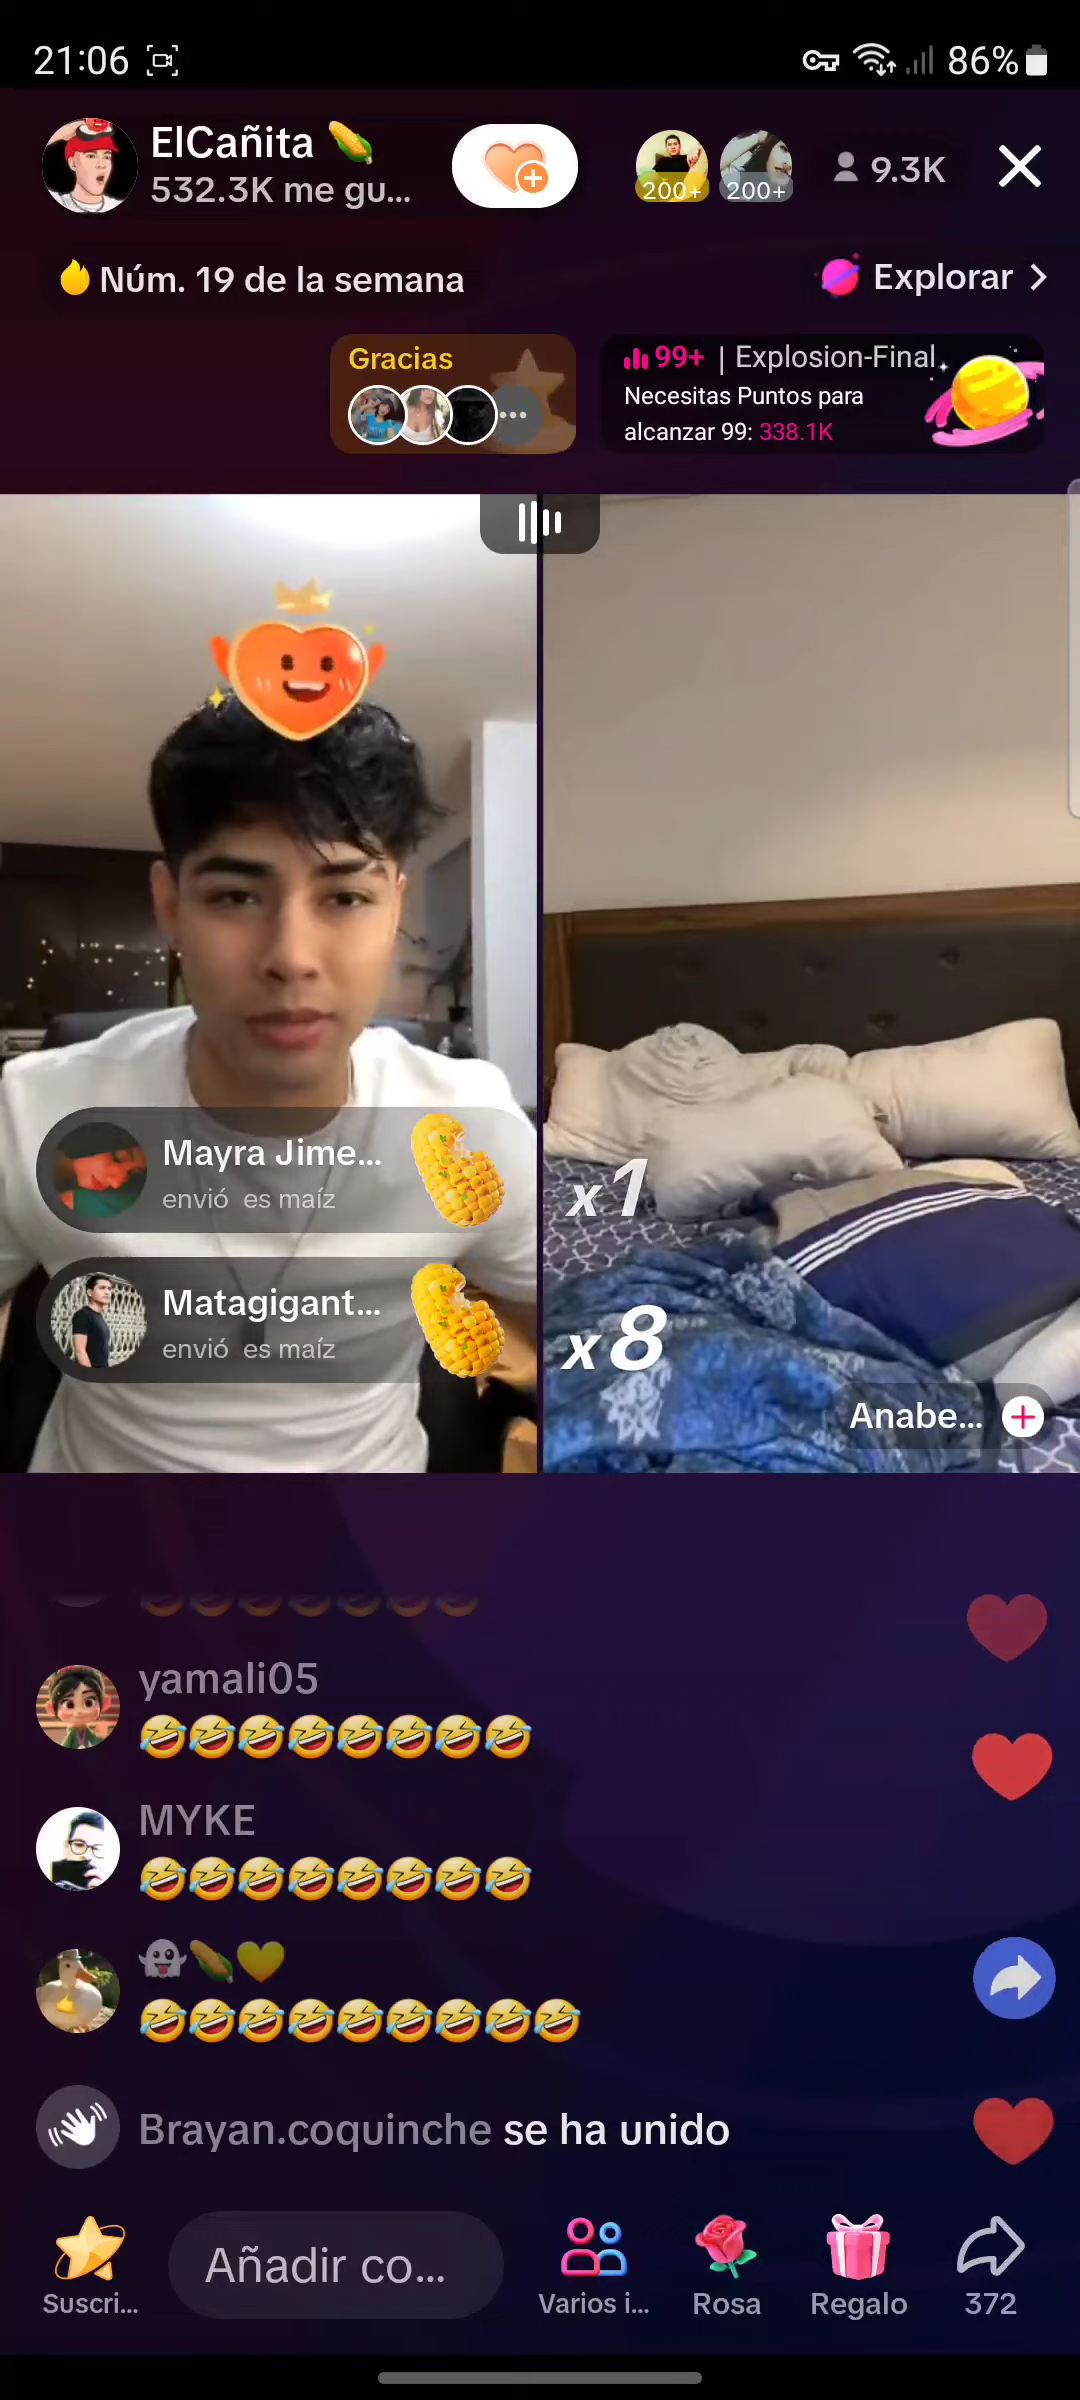 21:06
86%
ElCañita 🌽
532.3K me gu...
200+
200+
9.3K
Núm. 19 de la semana
Explorar
Gracias
99+ | Explosion-Final
Necesitas Puntos para
alcanzar 99: 338.1K
Mayra Jime...
envió es maíz
x1
Matagigant...
envió es maíz
x8
Anabe...
yamali05
🤣🤣🤣🤣🤣🤣🤣🤣
MYKE
🤣🤣🤣🤣🤣🤣🤣🤣
👻🌽💛
🤣🤣🤣🤣🤣🤣🤣🤣🤣
Brayan.coquinche se ha unido
Suscri...
Añadir co...
Varios i...
Rosa
Regalo
372